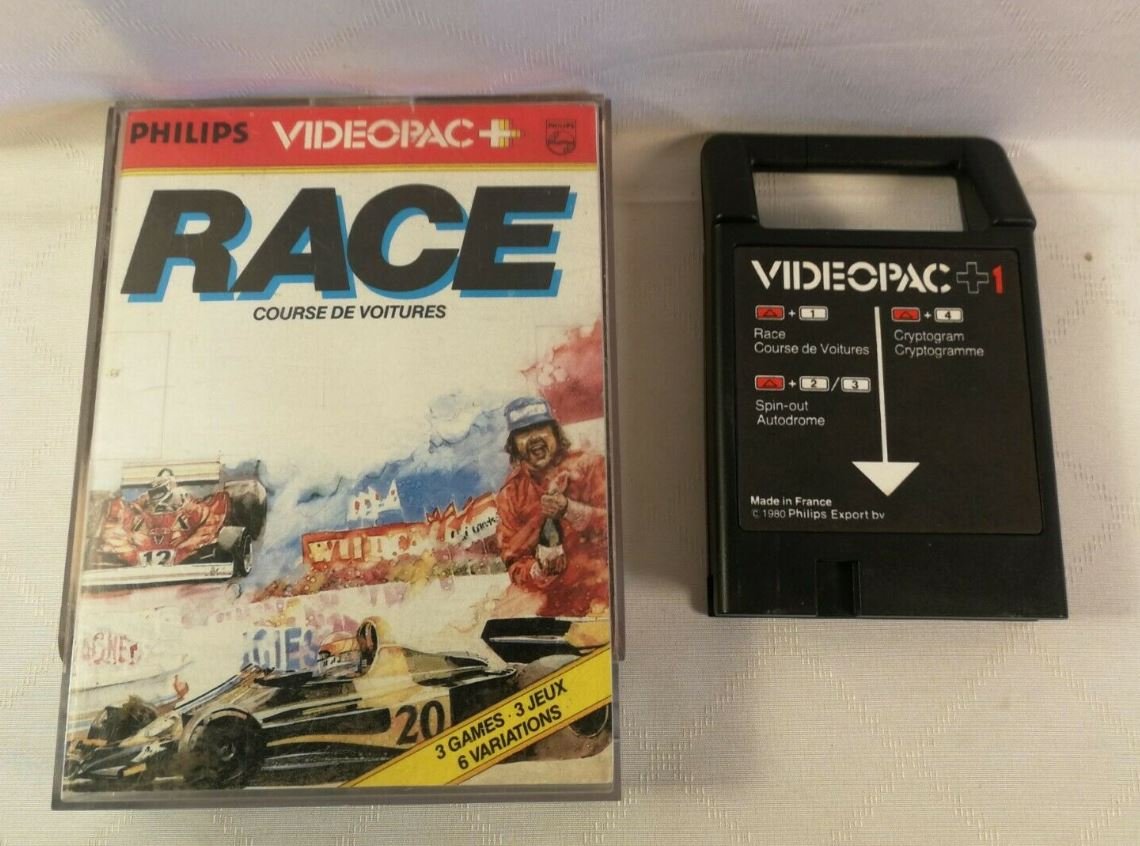 PHILIPS VIDEOPAC+
PHILIPS
RACE
COURSE DE VOITURES
12
20
3 GAMES · 3 JEUX
6 VARIATIONS
VIDEOPAC+1
△ + 1
Race
Course de Voitures
△ + 2 / 3
Spin-out
Autodrome
△ + 4
Cryptogram
Cryptogramme
Made in France
© 1980 Philips Export bv